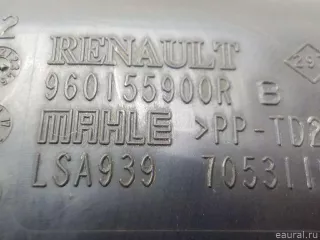 RENAULT
960155900R B
MAHLE >PP-TD2
LSA939 70531
eaural.ru